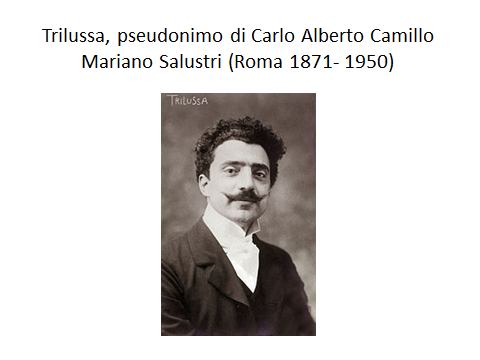 Trilussa, pseudonimo di Carlo Alberto Camillo
Mariano Salustri (Roma 1871- 1950)
TRILUSSA